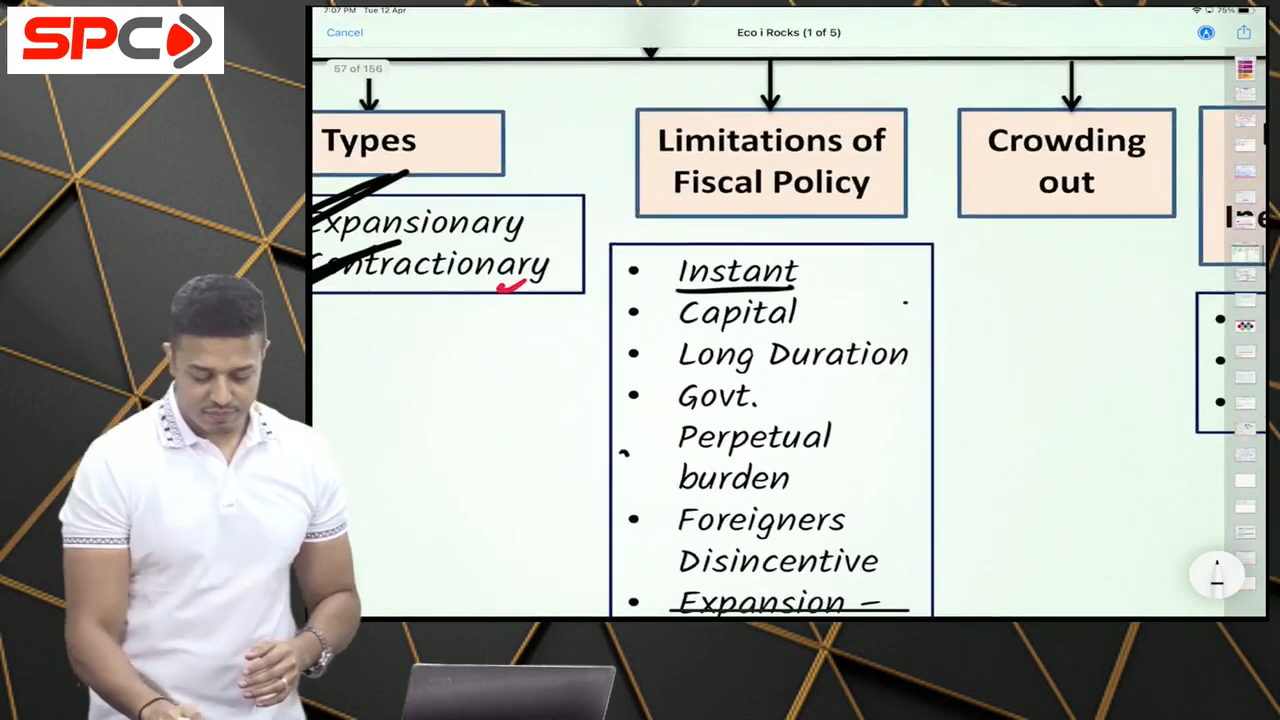 SPC
7:07 PM Tue 12 Apr
75%
Cancel
Eco i Rocks (1 of 5)
57 of 156
Types
Expansionary
Contractionary
Limitations of
Fiscal Policy
• Instant
• Capital
• Long Duration
• Govt.
Perpetual
burden
• Foreigners
Disincentive
• Expansion –
Crowding
out